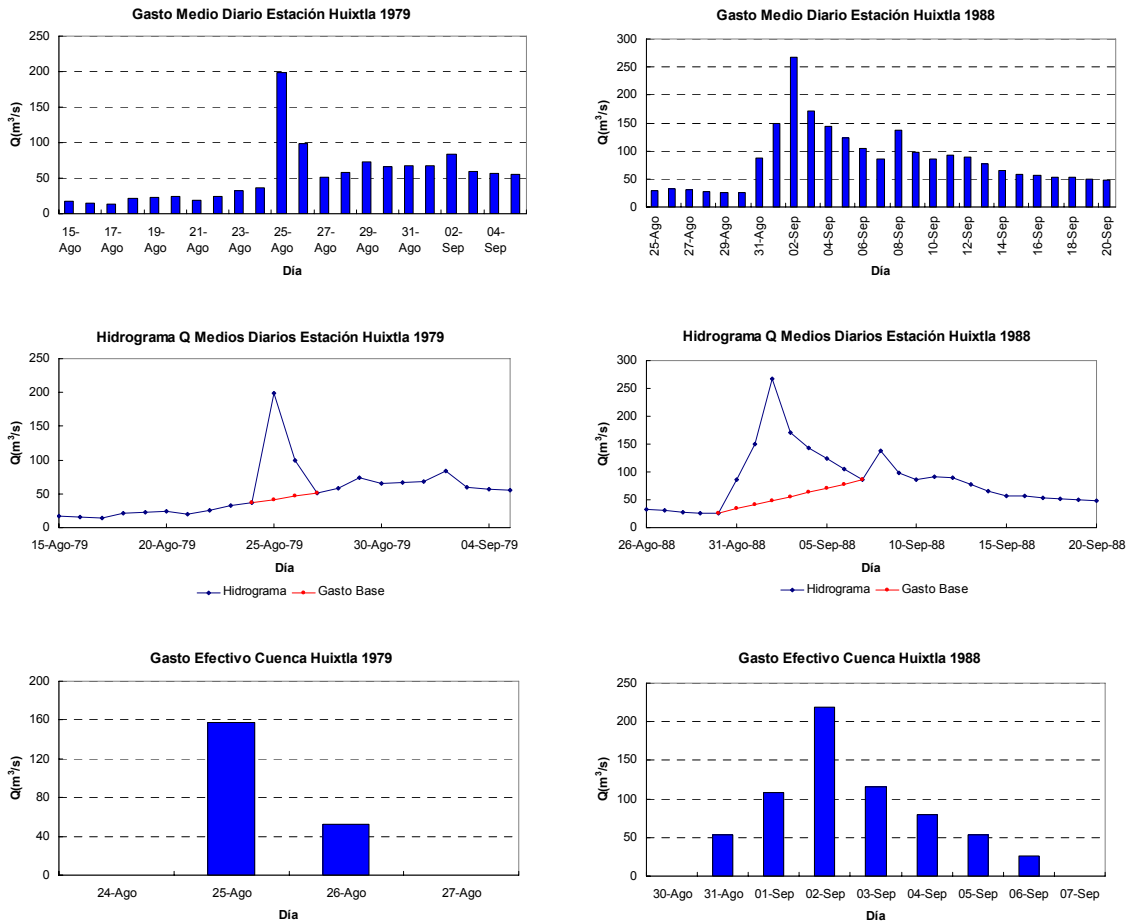 Gasto Medio Diario Estación Huixtla 1979
250
200
150
100
50
0
Q(m³/s)
15-Ago 17-Ago 19-Ago 21-Ago 23-Ago 25-Ago 27-Ago 29-Ago 31-Ago 02-Sep 04-Sep
Día
Gasto Medio Diario Estación Huixtla 1988
300
250
200
150
100
50
0
Q(m³/s)
25-Ago 27-Ago 29-Ago 31-Ago 02-Sep 04-Sep 06-Sep 08-Sep 10-Sep 12-Sep 14-Sep 16-Sep 18-Sep 20-Sep
Día
Hidrograma Q Medios Diarios Estación Huixtla 1979
250
200
150
100
50
0
Q(m³/s)
15-Ago-79 20-Ago-79 25-Ago-79 30-Ago-79 04-Sep-79
Día
Hidrograma Gasto Base
Hidrograma Q Medios Diarios Estación Huixtla 1988
300
250
200
150
100
50
0
Q(m³/s)
26-Ago-88 31-Ago-88 05-Sep-88 10-Sep-88 15-Sep-88 20-Sep-88
Día
Hidrograma Gasto Base
Gasto Efectivo Cuenca Huixtla 1979
200
160
120
80
40
0
Q(m³/s)
24-Ago 25-Ago 26-Ago 27-Ago
Día
Gasto Efectivo Cuenca Huixtla 1988
250
200
150
100
50
0
Q(m³/s)
30-Ago 31-Ago 01-Sep 02-Sep 03-Sep 04-Sep 05-Sep 06-Sep 07-Sep
Día